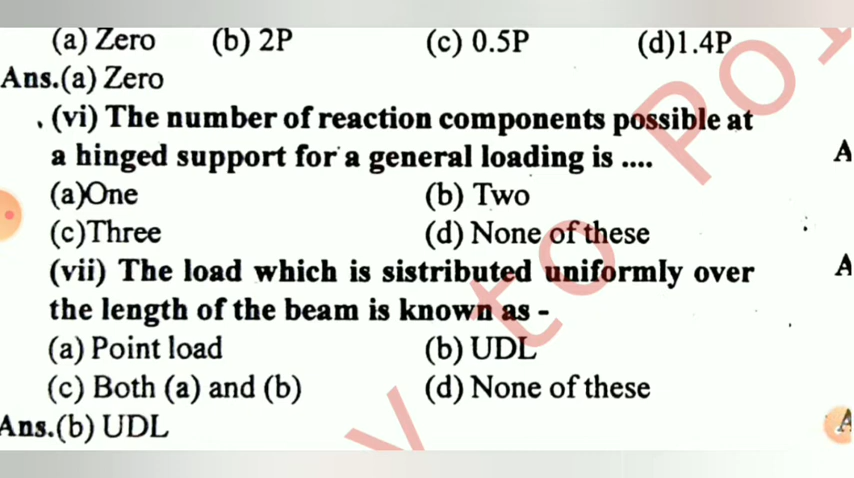 (a) Zero (b) 2P (c) 0.5P (d)1.4P
Ans.(a) Zero
(vi) The number of reaction components possible at
a hinged support for a general loading is ....
(a)One (b) Two
(c)Three (d) None of these
(vii) The load which is sistributed uniformly over
the length of the beam is known as -
(a) Point load (b) UDL
(c) Both (a) and (b) (d) None of these
Ans.(b) UDL
y to Poi
A
A
A